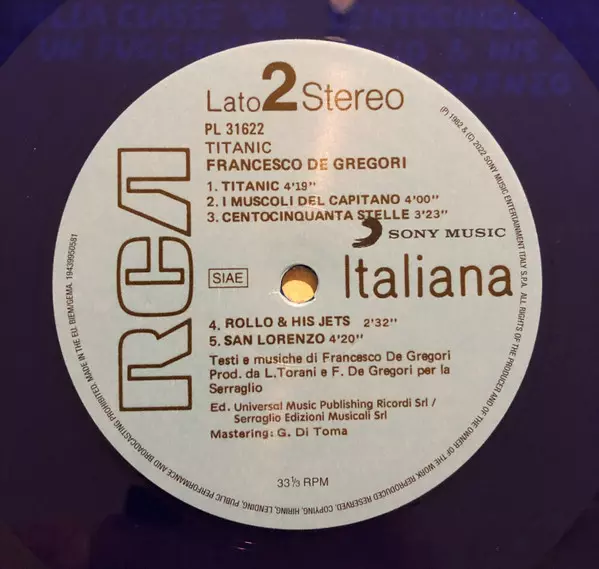 Lato 2 Stereo
PL 31622
TITANIC
FRANCESCO DE GREGORI
1. TITANIC 4'19"
2. I MUSCOLI DEL CAPITANO 4'00"
3. CENTOCINQUANTA STELLE 3'23"
SONY MUSIC
RCA
SIAE
Italiana
4. ROLLO & HIS JETS 2'32"
5. SAN LORENZO 4'20"
Testi e musiche di Francesco De Gregori
Prod. da L.Torani e F. De Gregori per la
Serraglio
Ed. Universal Music Publishing Ricordi Srl /
Serraglio Edizioni Musicali Srl
Mastering: G. Di Toma
33⅓ RPM
(P) 1982 & (C) 2022 SONY MUSIC ENTERTAINMENT ITALY S.P.A. ALL RIGHTS OF THE PRODUCER AND OF THE OWNER OF THE WORK REPRODUCED RESERVED. COPYING, HIRING, LENDING, PUBLIC PERFORMANCE AND BROADCASTING PROHIBITED. MADE IN THE EU. BIEM/GEMA. 19439950581